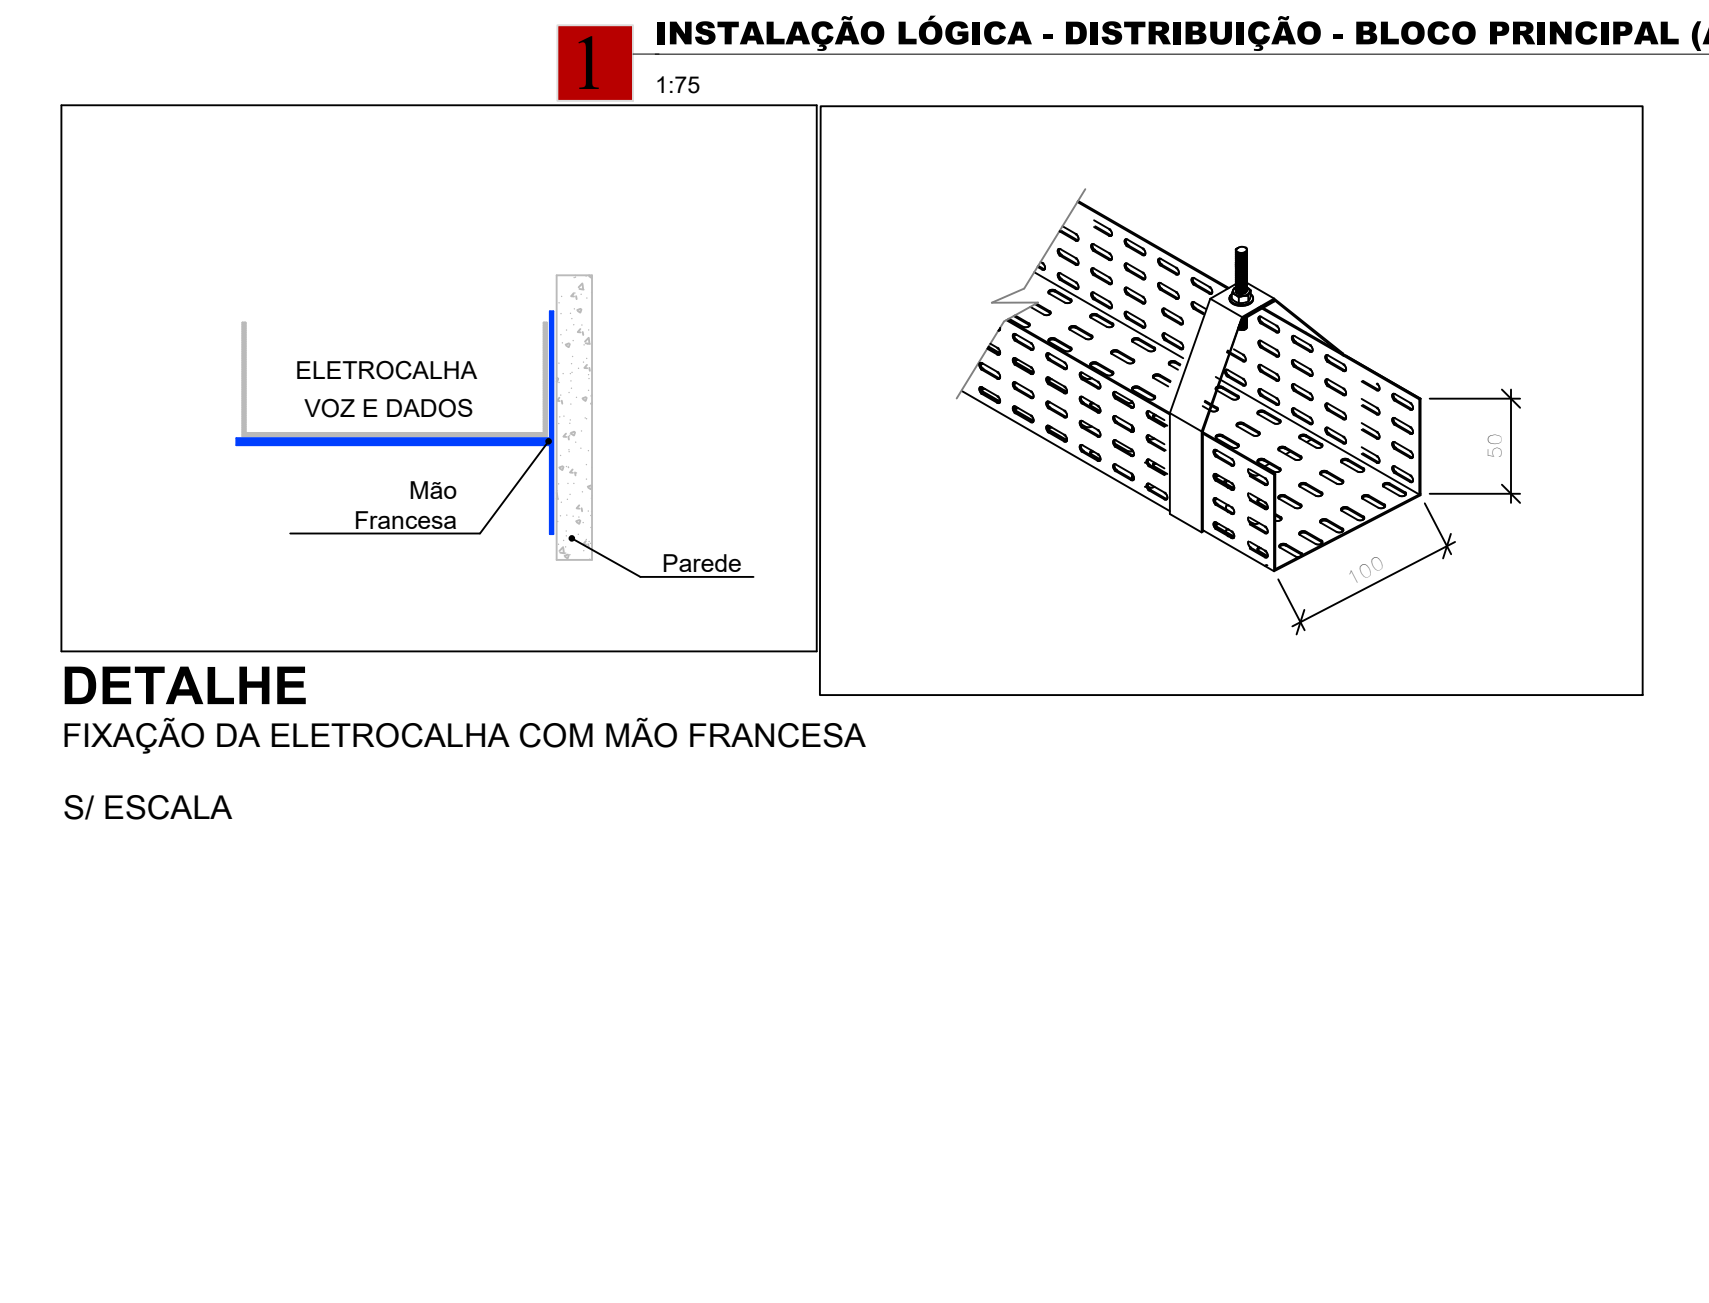 1
INSTALAÇÃO LÓGICA - DISTRIBUIÇÃO - BLOCO PRINCIPAL (
1:75
ELETROCALHA
VOZ E DADOS
Mão
Francesa
Parede
50
100
DETALHE
FIXAÇÃO DA ELETROCALHA COM MÃO FRANCESA
S/ ESCALA